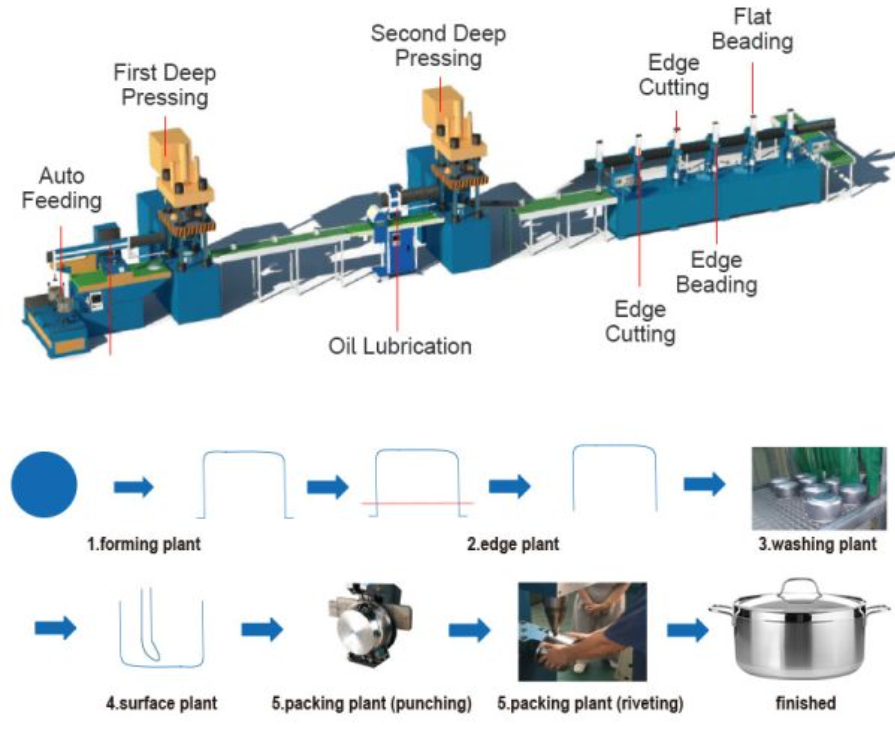 Flat
Beading
Second Deep
Pressing
Edge
Cutting
First Deep
Pressing
Auto
Feeding
Edge
Beading
Edge
Cutting
Oil Lubrication
1.forming plant
2.edge plant
3.washing plant
4.surface plant
5.packing plant (punching)
5.packing plant (riveting)
finished